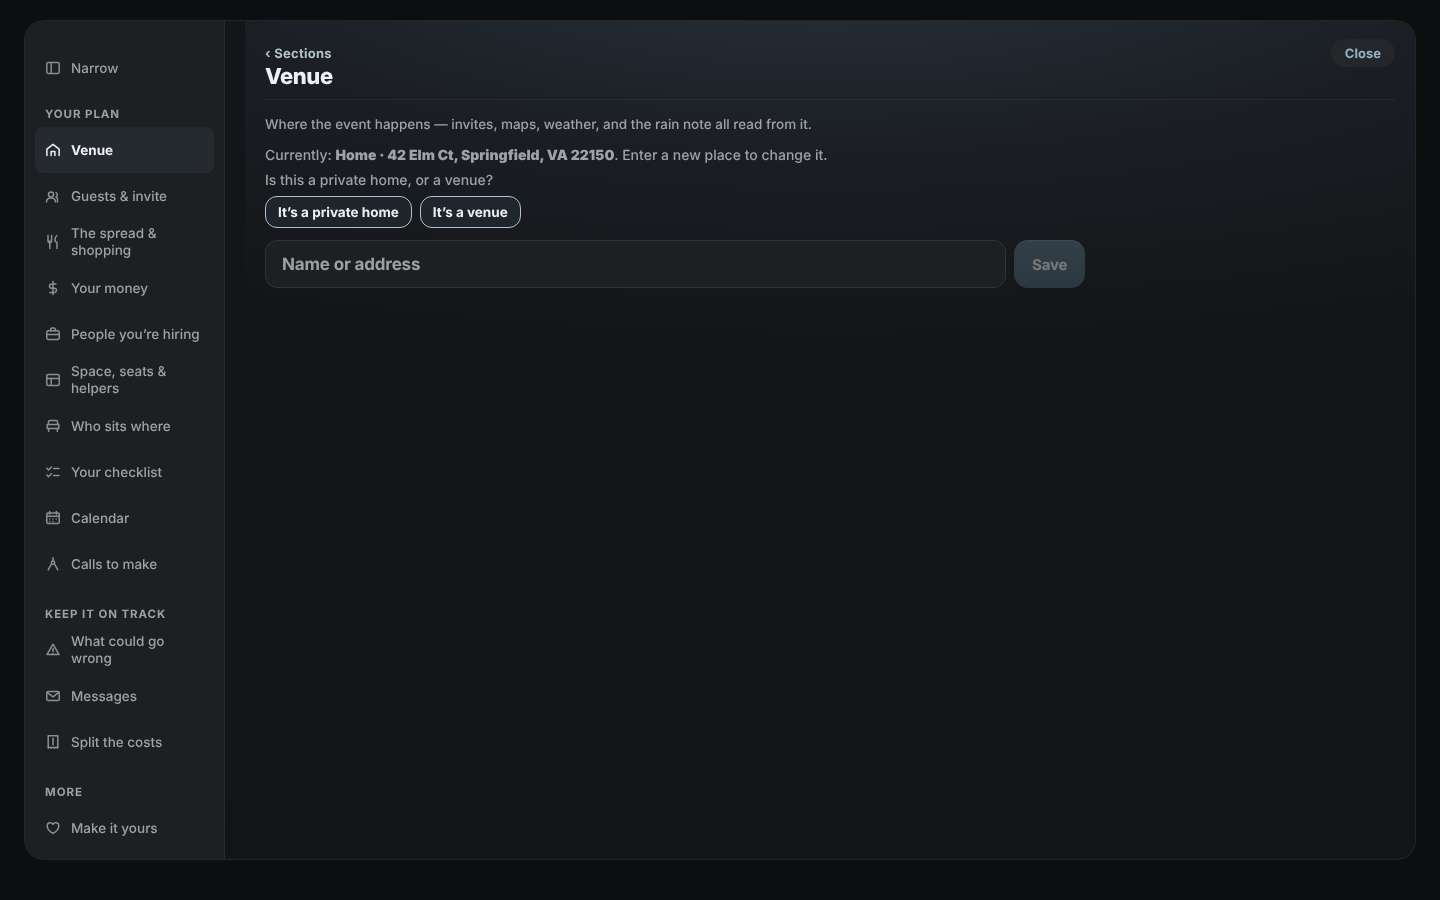 Narrow
YOUR PLAN
Venue
Guests & invite
The spread &
shopping
Your money
People you’re hiring
Space, seats &
helpers
Who sits where
Your checklist
Calendar
Calls to make
KEEP IT ON TRACK
What could go
wrong
Messages
Split the costs
MORE
Make it yours
‹ Sections
Venue
Close
Where the event happens — invites, maps, weather, and the rain note all read from it.
Currently: Home · 42 Elm Ct, Springfield, VA 22150. Enter a new place to change it.
Is this a private home, or a venue?
It’s a private home
It’s a venue
Name or address
Save